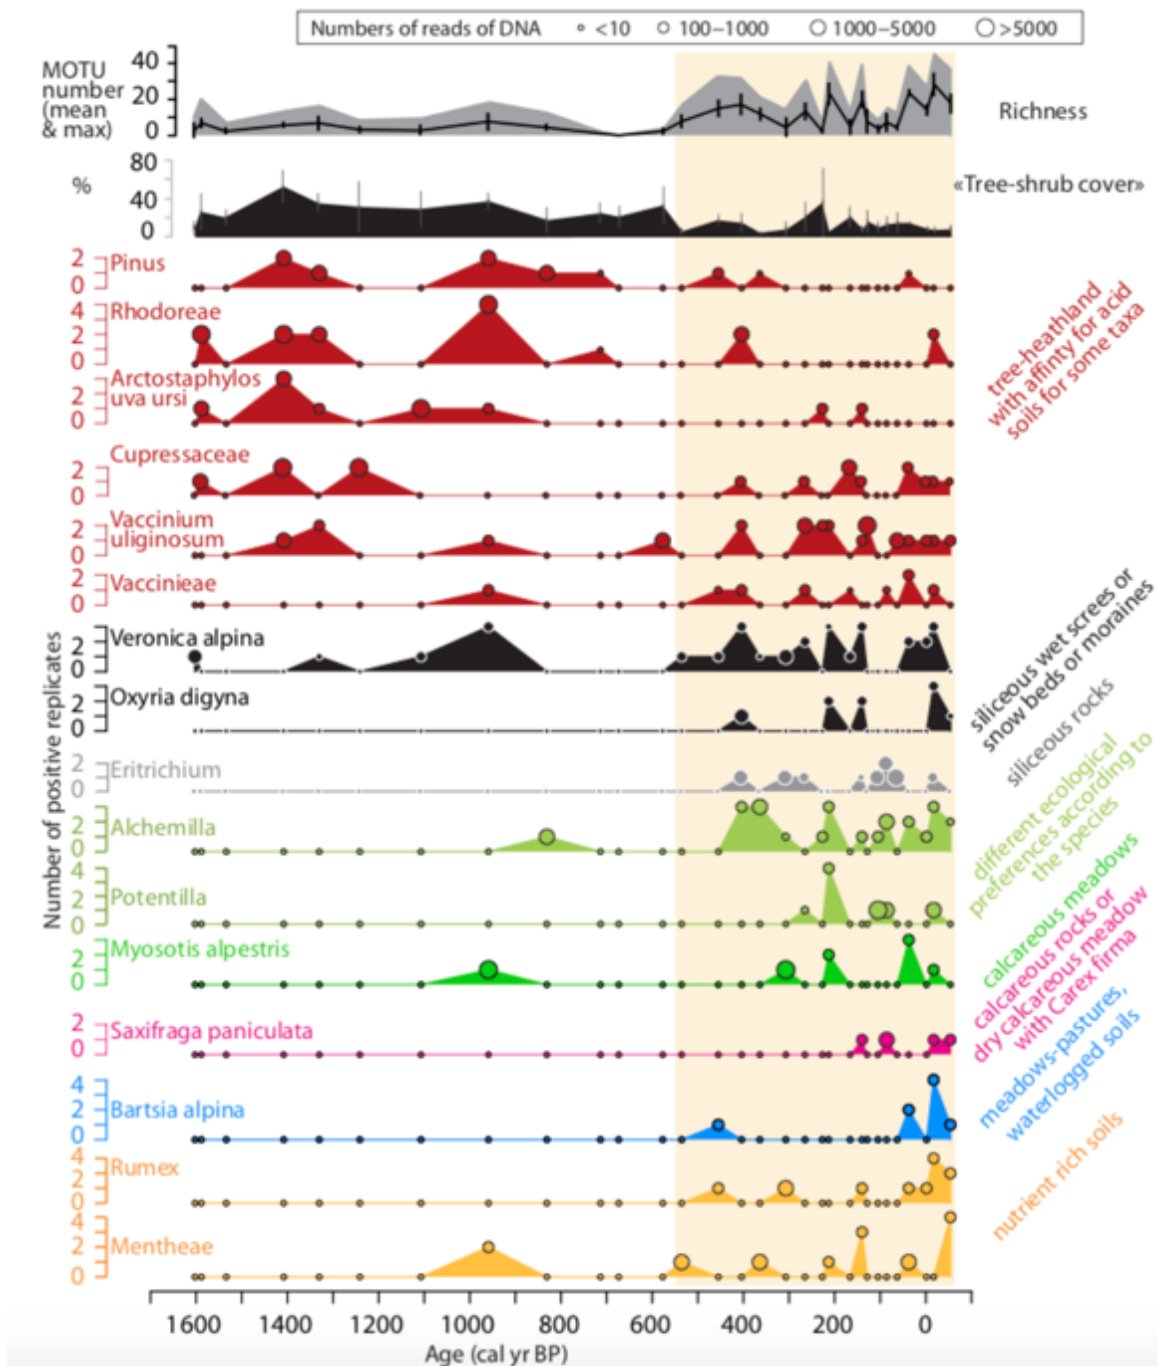 Numbers of reads of DNA <10 100−1000 1000−5000 >5000
MOTU
number
(mean
& max)
40
20
0
Richness
%
80
40
0
«Tree-shrub cover»
2
0
Pinus
4
2
0
Rhodoreae
2
0
Arctostaphylos
uva ursi
2
0
Cupressaceae
2
0
Vaccinium
uliginosum
2
0
Vaccinieae
tree-heathland
with affinty for acid
soils for some taxa
Number of positive replicates
2
0
Veronica alpina
2
0
Oxyria digyna
siliceous wet screes or
snow beds or moraines
2
0
Eritrichium
siliceous rocks
2
0
Alchemilla
4
2
0
Potentilla
different ecological
preferences according to
the species
2
0
Myosotis alpestris
calcareous meadows
2
0
Saxifraga paniculata
calcareous rocks or
dry calcareous meadow
with Carex firma
4
2
0
Bartsia alpina
meadows-pastures,
waterlogged soils
4
2
0
Rumex
4
2
0
Mentheae
nutrient rich soils
1600 1400 1200 1000 800 600 400 200 0
Age (cal yr BP)